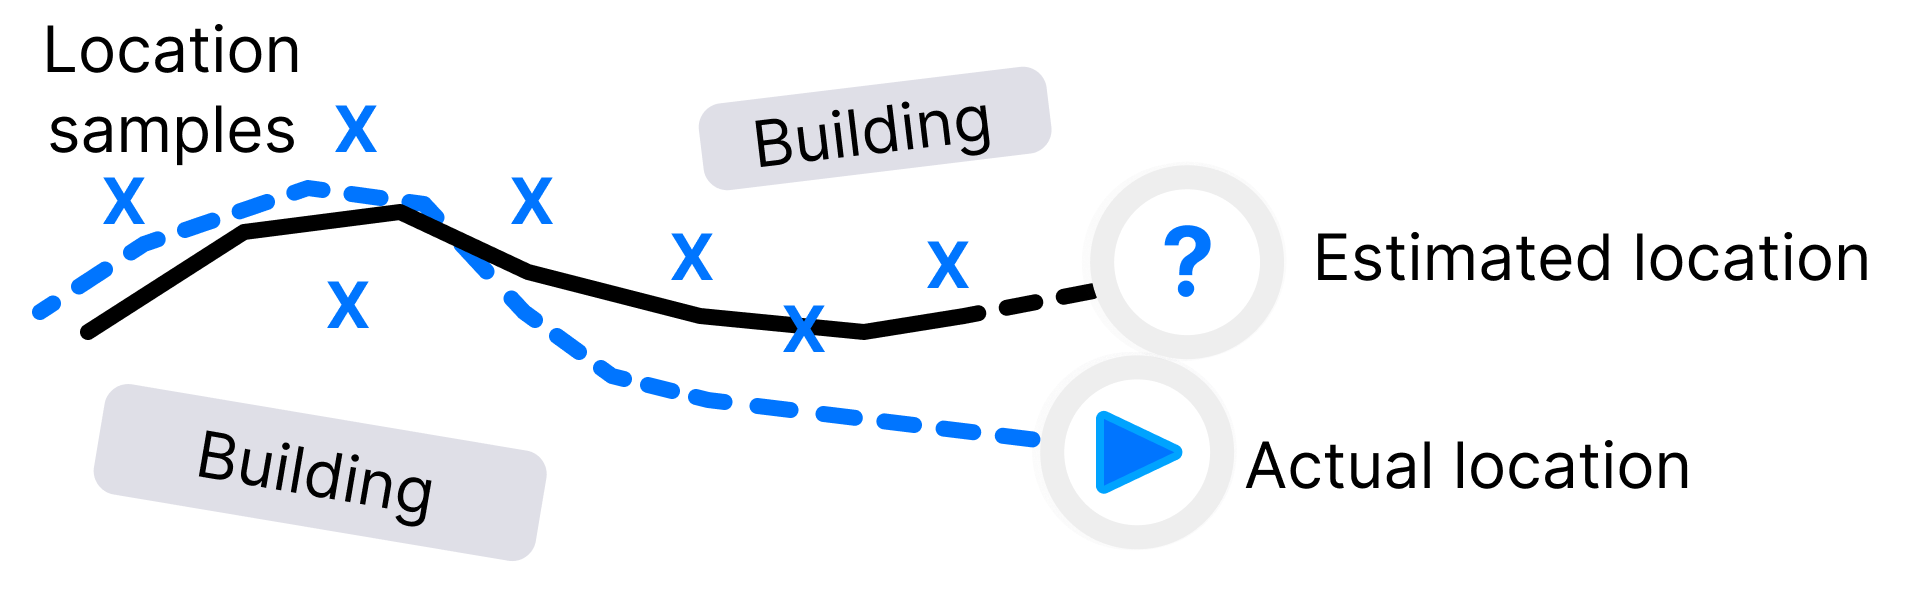 Location
samples
X
X
X
X
X
X
X
Building
?
Estimated location
Building
Actual location